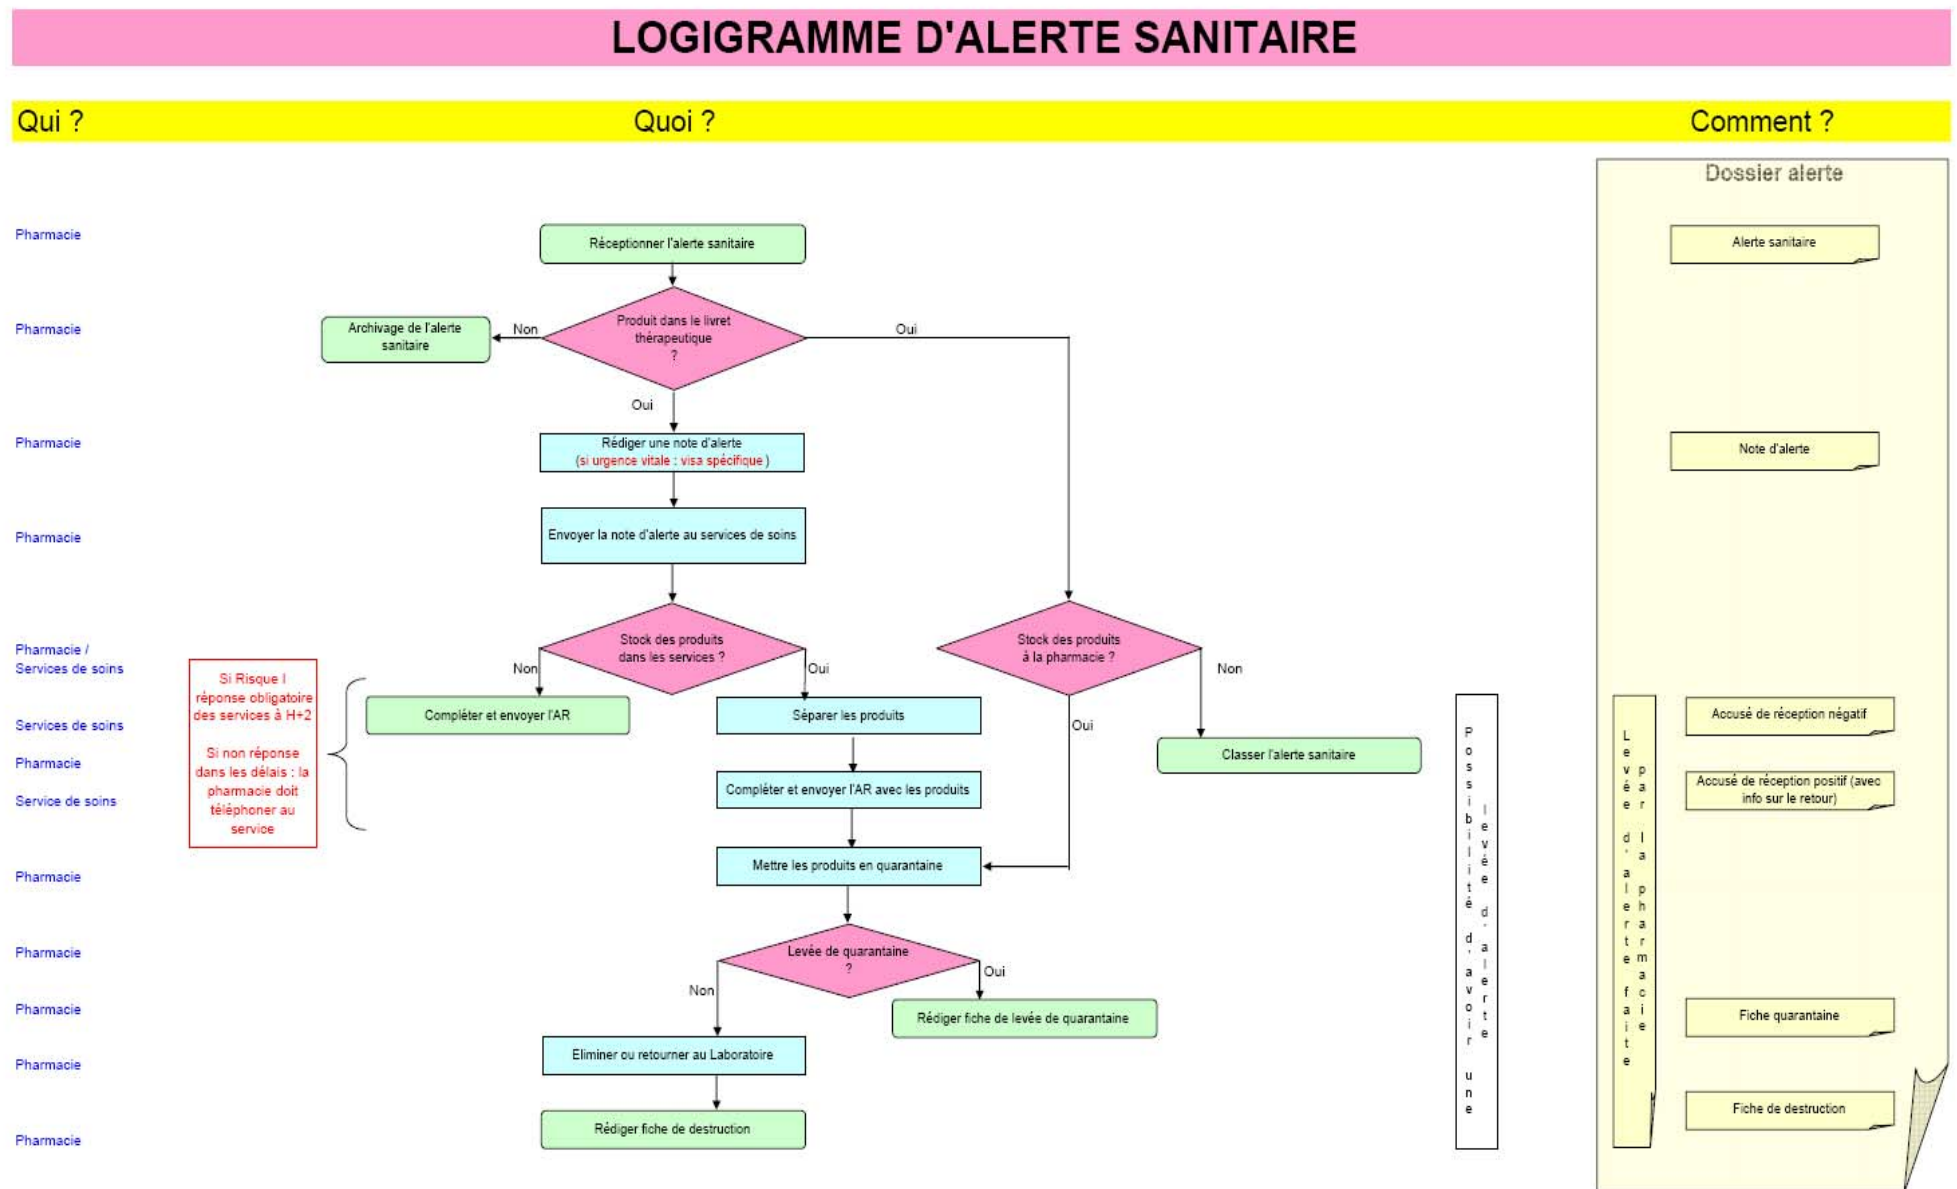 LOGIGRAMME D'ALERTE SANITAIRE
Qui ?
Quoi ?
Comment ?
Dossier alerte
Pharmacie
Réceptionner l'alerte sanitaire
Alerte sanitaire
Pharmacie
Archivage de l'alerte
sanitaire
Non
Produit dans le livret
thérapeutique
?
Oui
Oui
Pharmacie
Rédiger une note d'alerte
(si urgence vitale : visa spécifique)
Note d'alerte
Pharmacie
Envoyer la note d'alerte au services de soins
Pharmacie /
Services de soins
Stock des produits
dans les services ?
Non
Oui
Stock des produits
à la pharmacie ?
Non
Oui
Si Risque I
réponse obligatoire
des services à H+2
Si non réponse
dans les délais : la
pharmacie doit
téléphoner au
service
Services de soins
Compléter et envoyer l'AR
Séparer les produits
Accusé de réception négatif
Pharmacie
Classer l'alerte sanitaire
Service de soins
Compléter et envoyer l'AR avec les produits
Accusé de réception positif (avec
info sur le retour)
Pharmacie
Mettre les produits en quarantaine
Possibilité d'avoir une
levée d'alerte
Levée d'alerte faite
par la pharmacie
Pharmacie
Levée de quarantaine
?
Non
Oui
Pharmacie
Rédiger fiche de levée de quarantaine
Fiche quarantaine
Pharmacie
Eliminer ou retourner au Laboratoire
Fiche de destruction
Pharmacie
Rédiger fiche de destruction